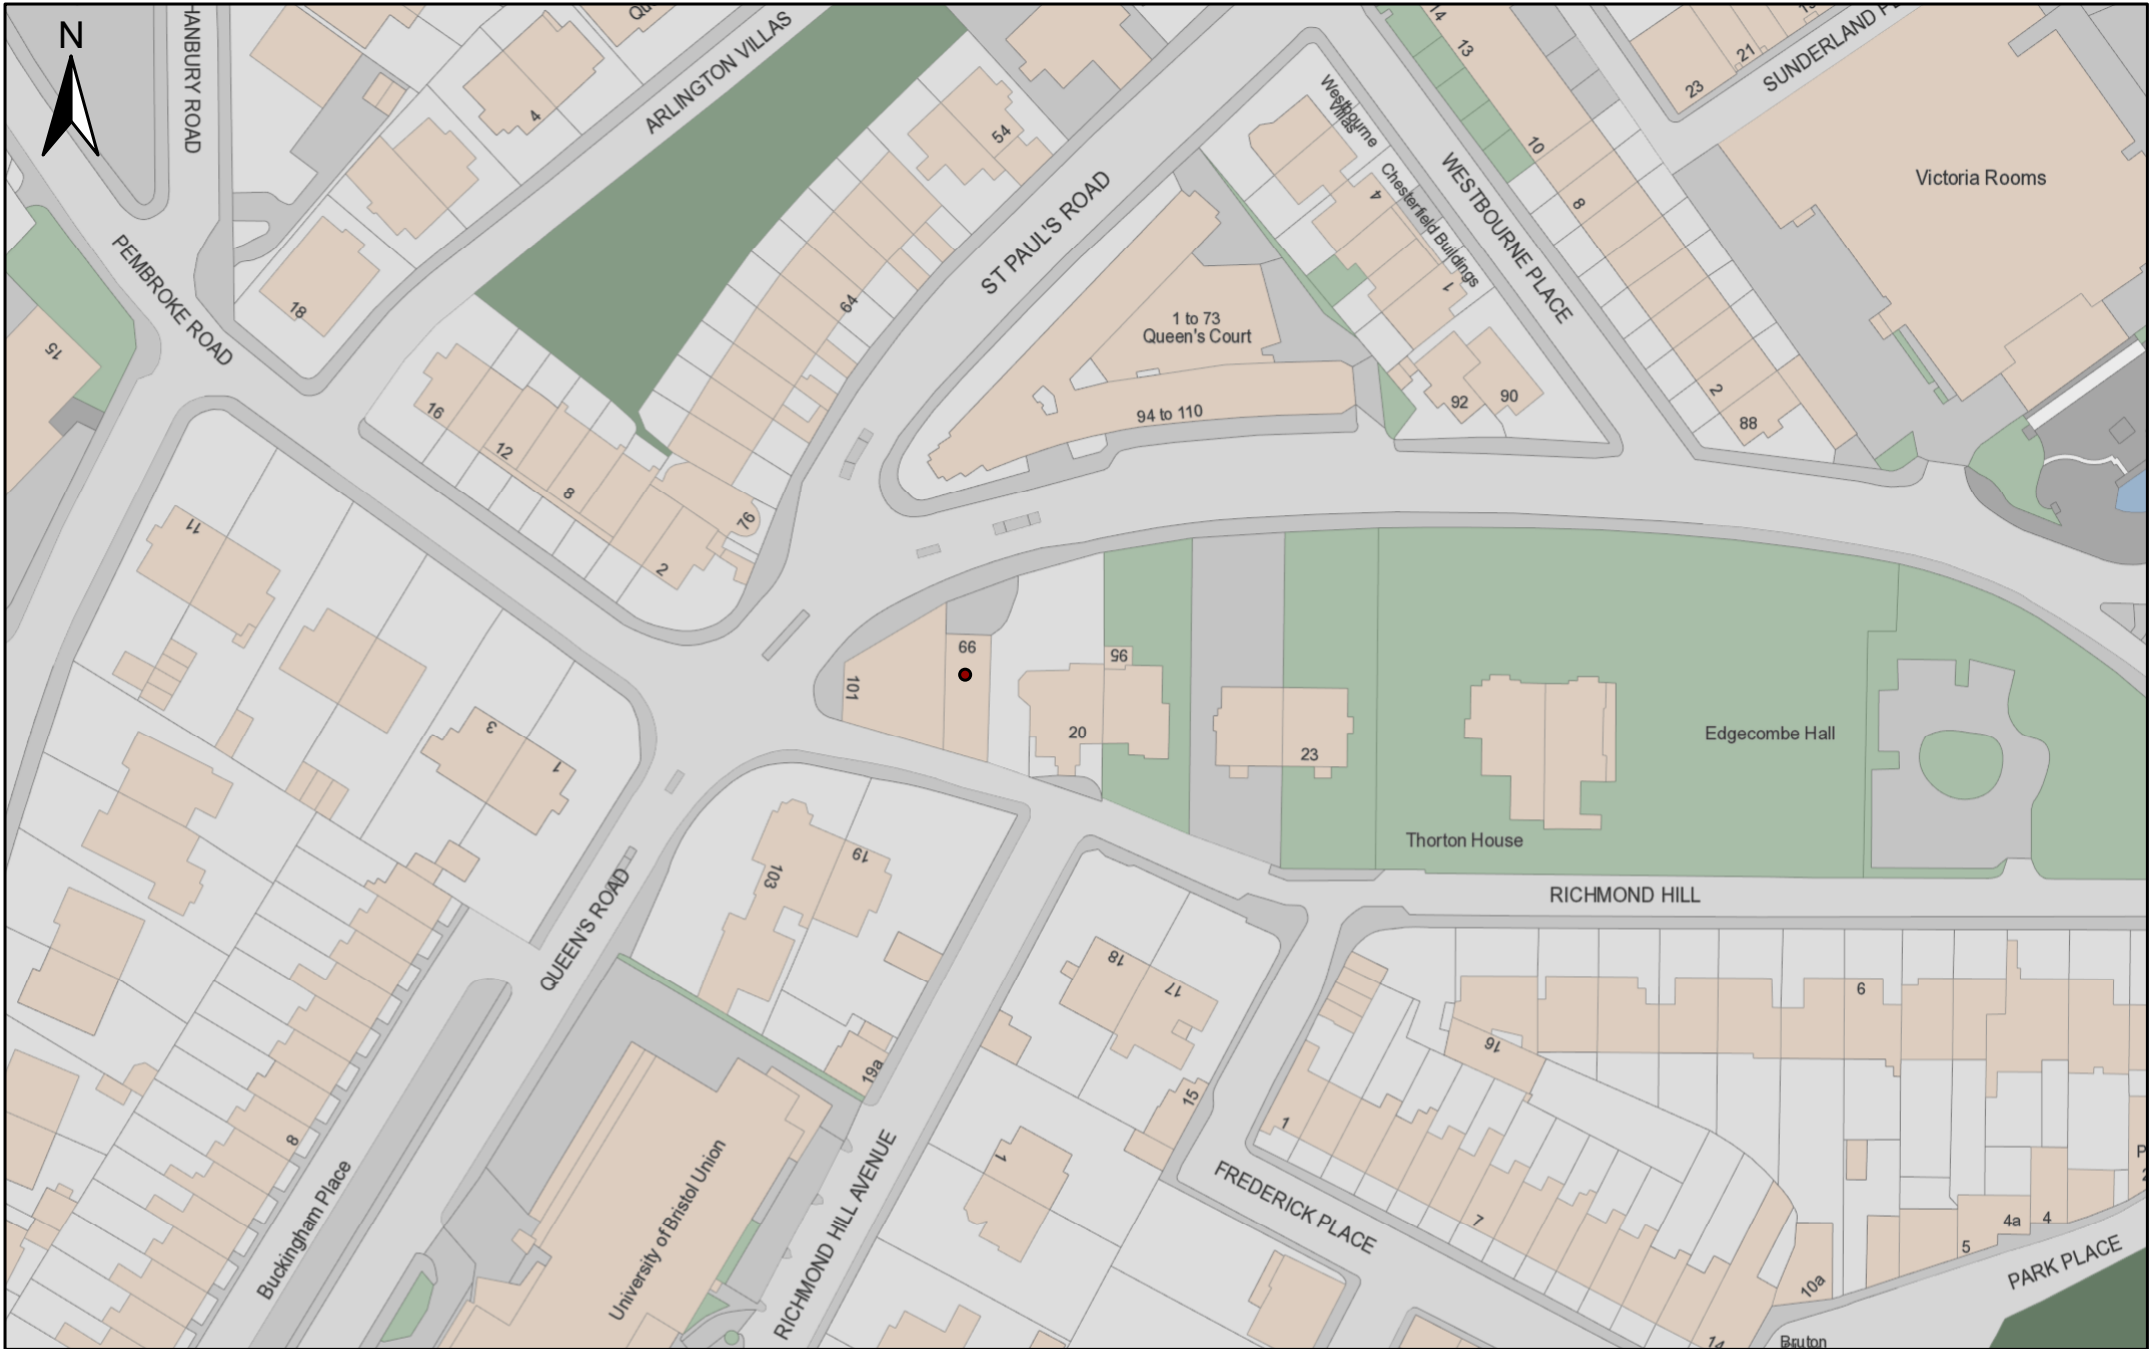 N
HANBURY ROAD
Qu
ARLINGTON VILLAS
4
18
PEMBROKE ROAD
15
54
ST PAUL'S ROAD
64
Westbourne
Villas
Chesterfield Buildings
4
1
WESTBOURNE PLACE
14
13
10
8
2
88
23
21
SUNDERLAND PL
Victoria Rooms
1 to 73
Queen's Court
94 to 110
92
90
16
12
8
2
76
11
3
1
101
99
95
20
23
Edgecombe Hall
Thorton House
RICHMOND HILL
103
19
QUEEN'S ROAD
18
17
19a
15
1
8
Buckingham Place
University of Bristol Union
RICHMOND HILL AVENUE
FREDERICK PLACE
1
7
14
16
6
10a
5
4a
4
PARK PLACE
P
Bruton